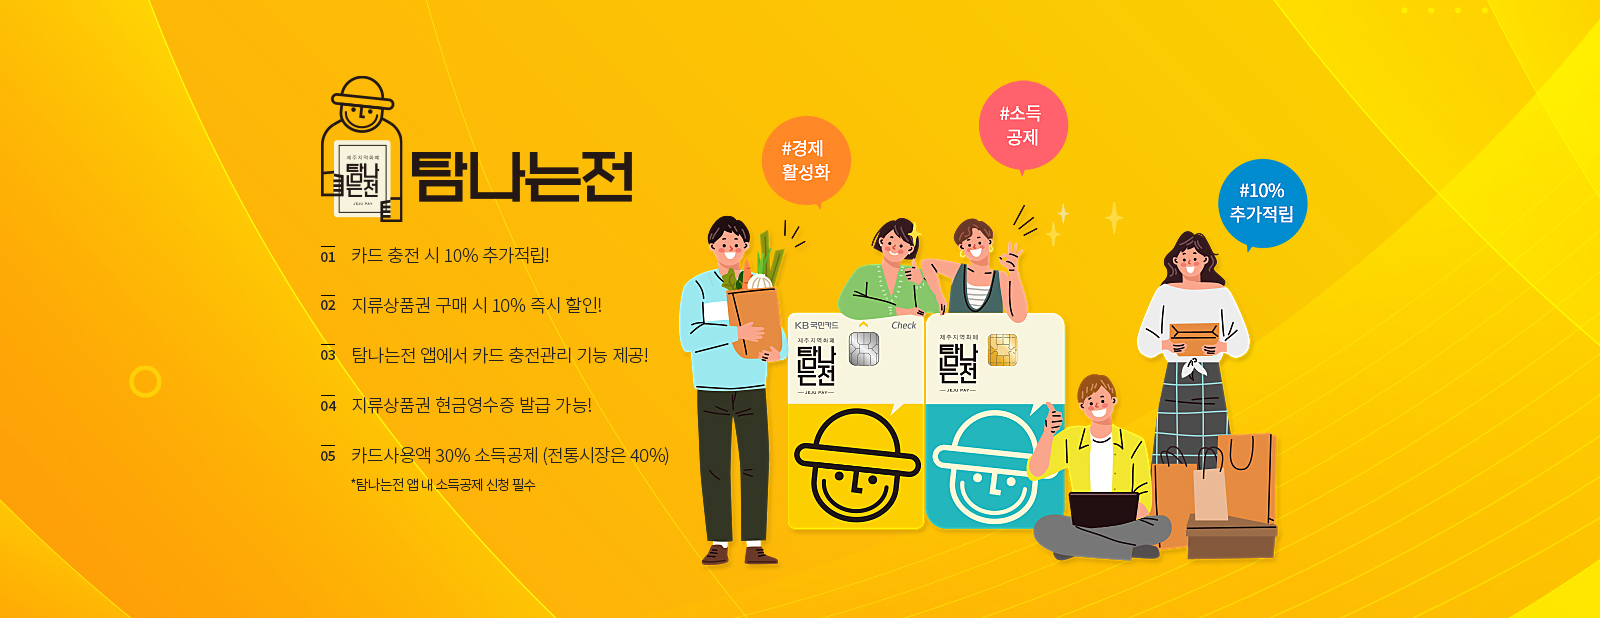 제주지역화폐
탐나
는전
JEJU PAY
탐나는전
01 카드 충전 시 10% 추가적립!
02 지류상품권 구매 시 10% 즉시 할인!
03 탐나는전 앱에서 카드 충전관리 기능 제공!
04 지류상품권 현금영수증 발급 가능!
05 카드사용액 30% 소득공제 (전통시장은 40%)
*탐나는전 앱 내 소득공제 신청 필수
#경제
활성화
#소득
공제
#10%
추가적립
KB국민카드 Check
제주지역화폐
탐나
는전
JEJU PAY
제주지역화폐
탐나
는전
JEJU PAY